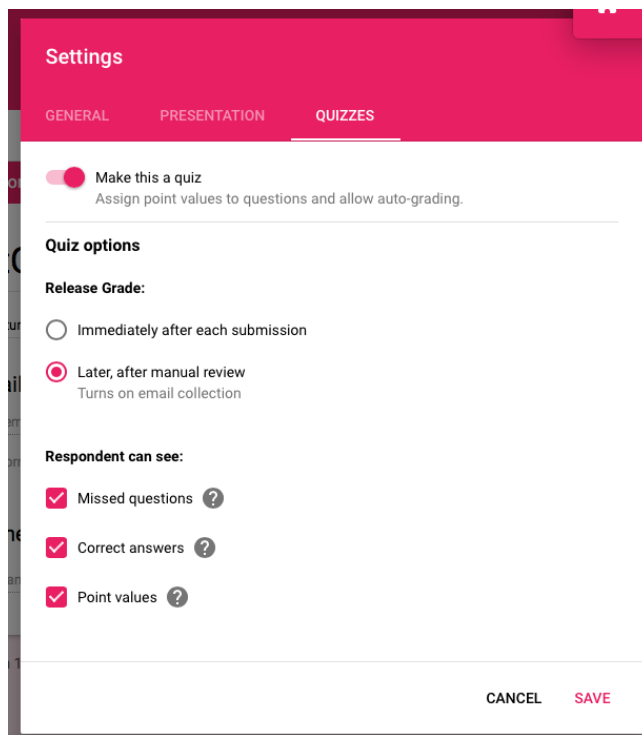 Settings
GENERAL PRESENTATION QUIZZES
Make this a quiz
Assign point values to questions and allow auto-grading.
Quiz options
Release Grade:
Immediately after each submission
Later, after manual review
Turns on email collection
Respondent can see:
Missed questions ?
Correct answers ?
Point values ?
CANCEL SAVE